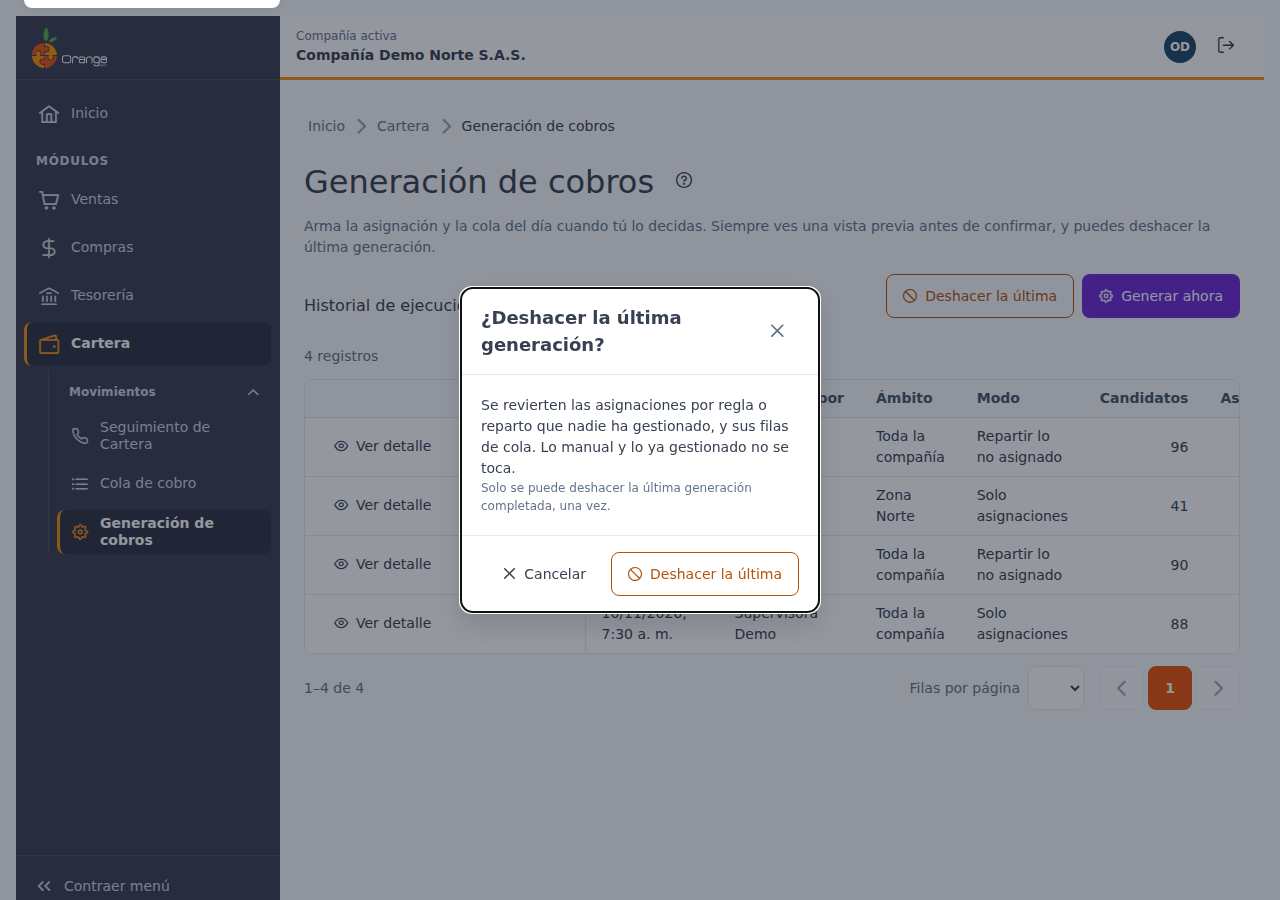 Orange
Compañía activa
Compañía Demo Norte S.A.S.
OD
Inicio
MÓDULOS
Ventas
Compras
Tesorería
Cartera
Movimientos
Seguimiento de
Cartera
Cola de cobro
Generación de
cobros
Contraer menú
Inicio
Cartera
Generación de cobros
Generación de cobros
Arma la asignación y la cola del día cuando tú lo decidas. Siempre ves una vista previa antes de confirmar, y puedes deshacer la
última generación.
Historial de
Deshacer la última
Generar ahora
4 registros
por Ámbito Modo Candidatos
Ver detalle Toda la compañía Repartir lo no asignado 96
Ver detalle Zona Norte Solo asignaciones 41
Ver detalle Toda la compañía Repartir lo no asignado 90
Ver detalle 7:30 a. m. Supervisora Demo Toda la compañía Solo asignaciones 88
1–4 de 4
Filas por página
1
¿Deshacer la última
generación?
Se revierten las asignaciones por regla o
reparto que nadie ha gestionado, y sus filas
de cola. Lo manual y lo ya gestionado no se
toca.
Solo se puede deshacer la última generación
completada, una vez.
Cancelar
Deshacer la última